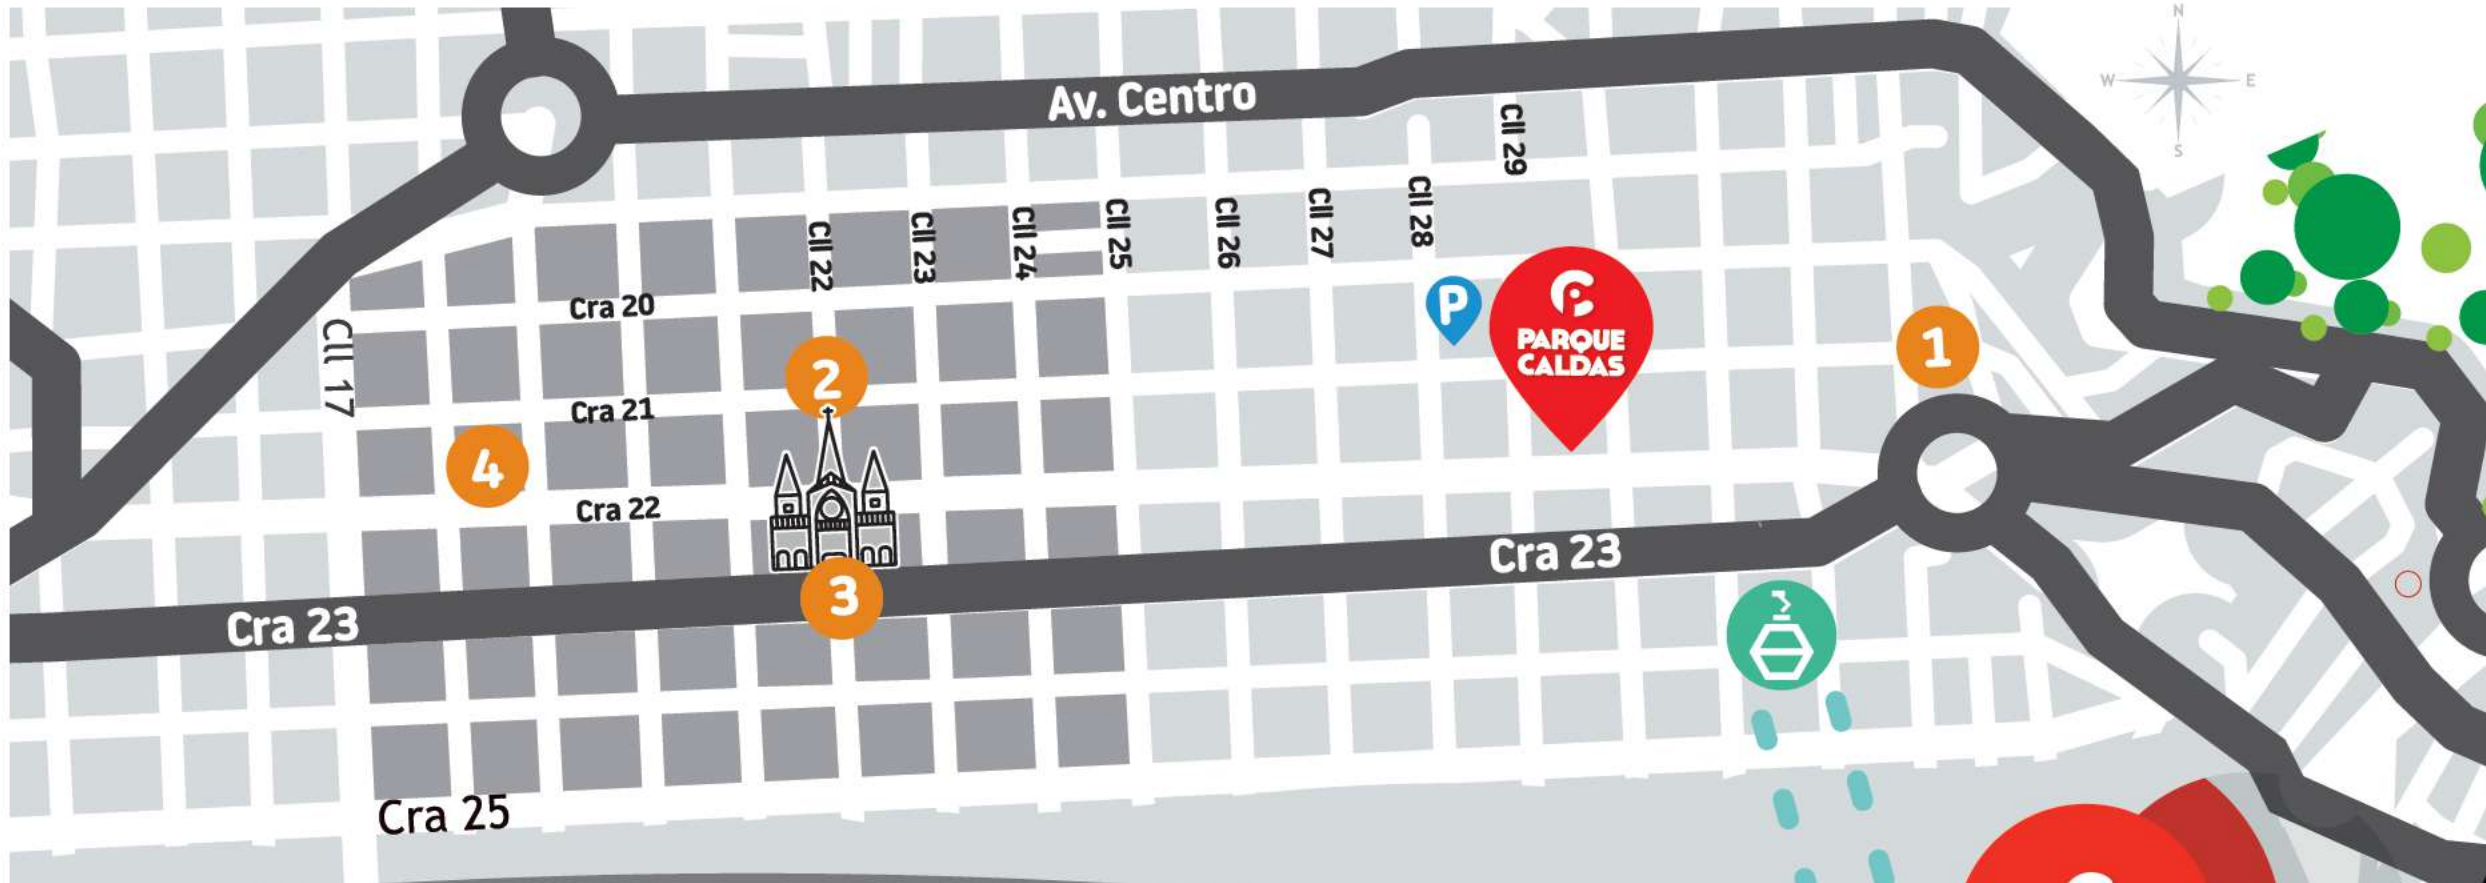 N
W E
S
Av. Centro
Cll 29
Cll 28
Cll 27
Cll 26
Cll 25
Cll 24
Cll 23
Cll 22
Cra 20
P
PARQUE
CALDAS
1
Cll 17
2
Cra 21
4
Cra 22
Cra 23
3
Cra 23
Cra 25